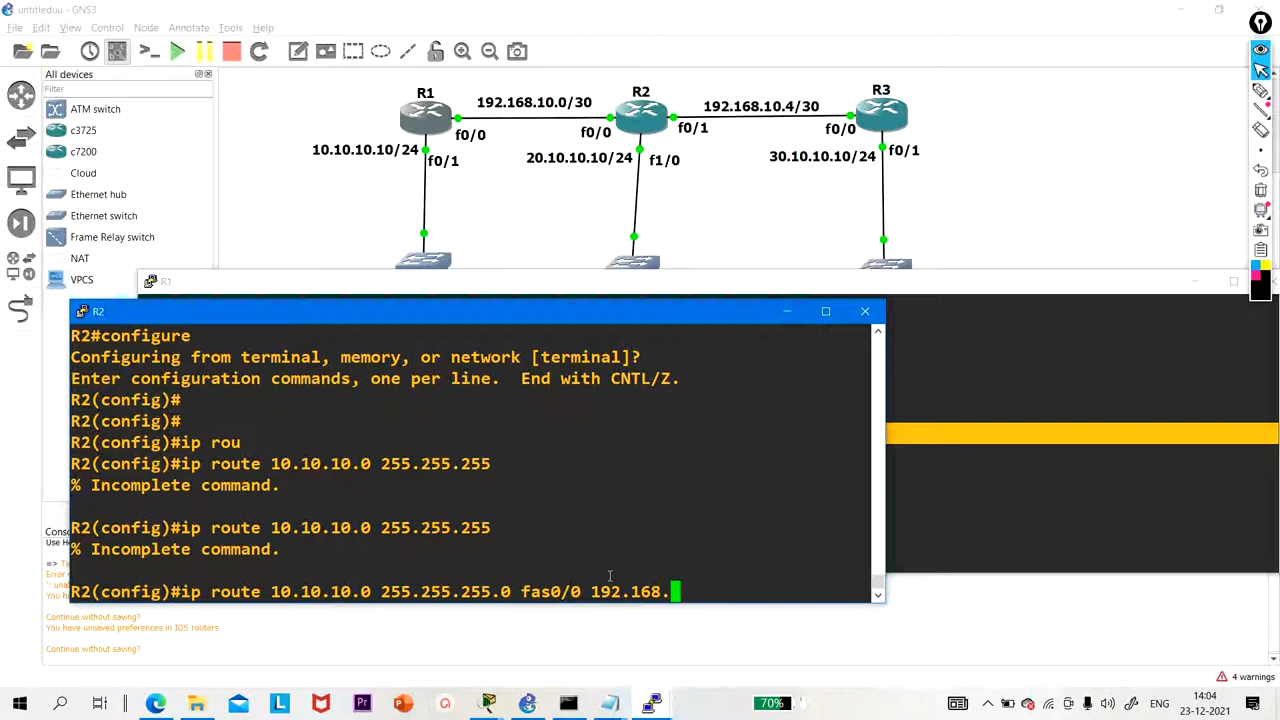 untitleduu - GNS3
File Edit View Control Node Annotate Tools Help
All devices
Filter
ATM switch
c3725
c7200
Cloud
Ethernet hub
Ethernet switch
Frame Relay switch
NAT
VPCS
R1
192.168.10.0/30
R2
192.168.10.4/30
R3
f0/0
f0/0
f0/1
f0/0
10.10.10.10/24
f0/1
20.10.10.10/24
f1/0
30.10.10.10/24
f0/1
R1
R2
R2#configure
Configuring from terminal, memory, or network [terminal]?
Enter configuration commands, one per line. End with CNTL/Z.
R2(config)#
R2(config)#
R2(config)#ip rou
R2(config)#ip route 10.10.10.0 255.255.255
% Incomplete command.
R2(config)#ip route 10.10.10.0 255.255.255
% Incomplete command.
R2(config)#ip route 10.10.10.0 255.255.255.0 fas0/0 192.168.
Use
=>
Error
You
Continue without saving?
You have unsaved preferences in IOS routers.
Continue without saving?
4 warnings
70%
ENG
14:04
23-12-2021